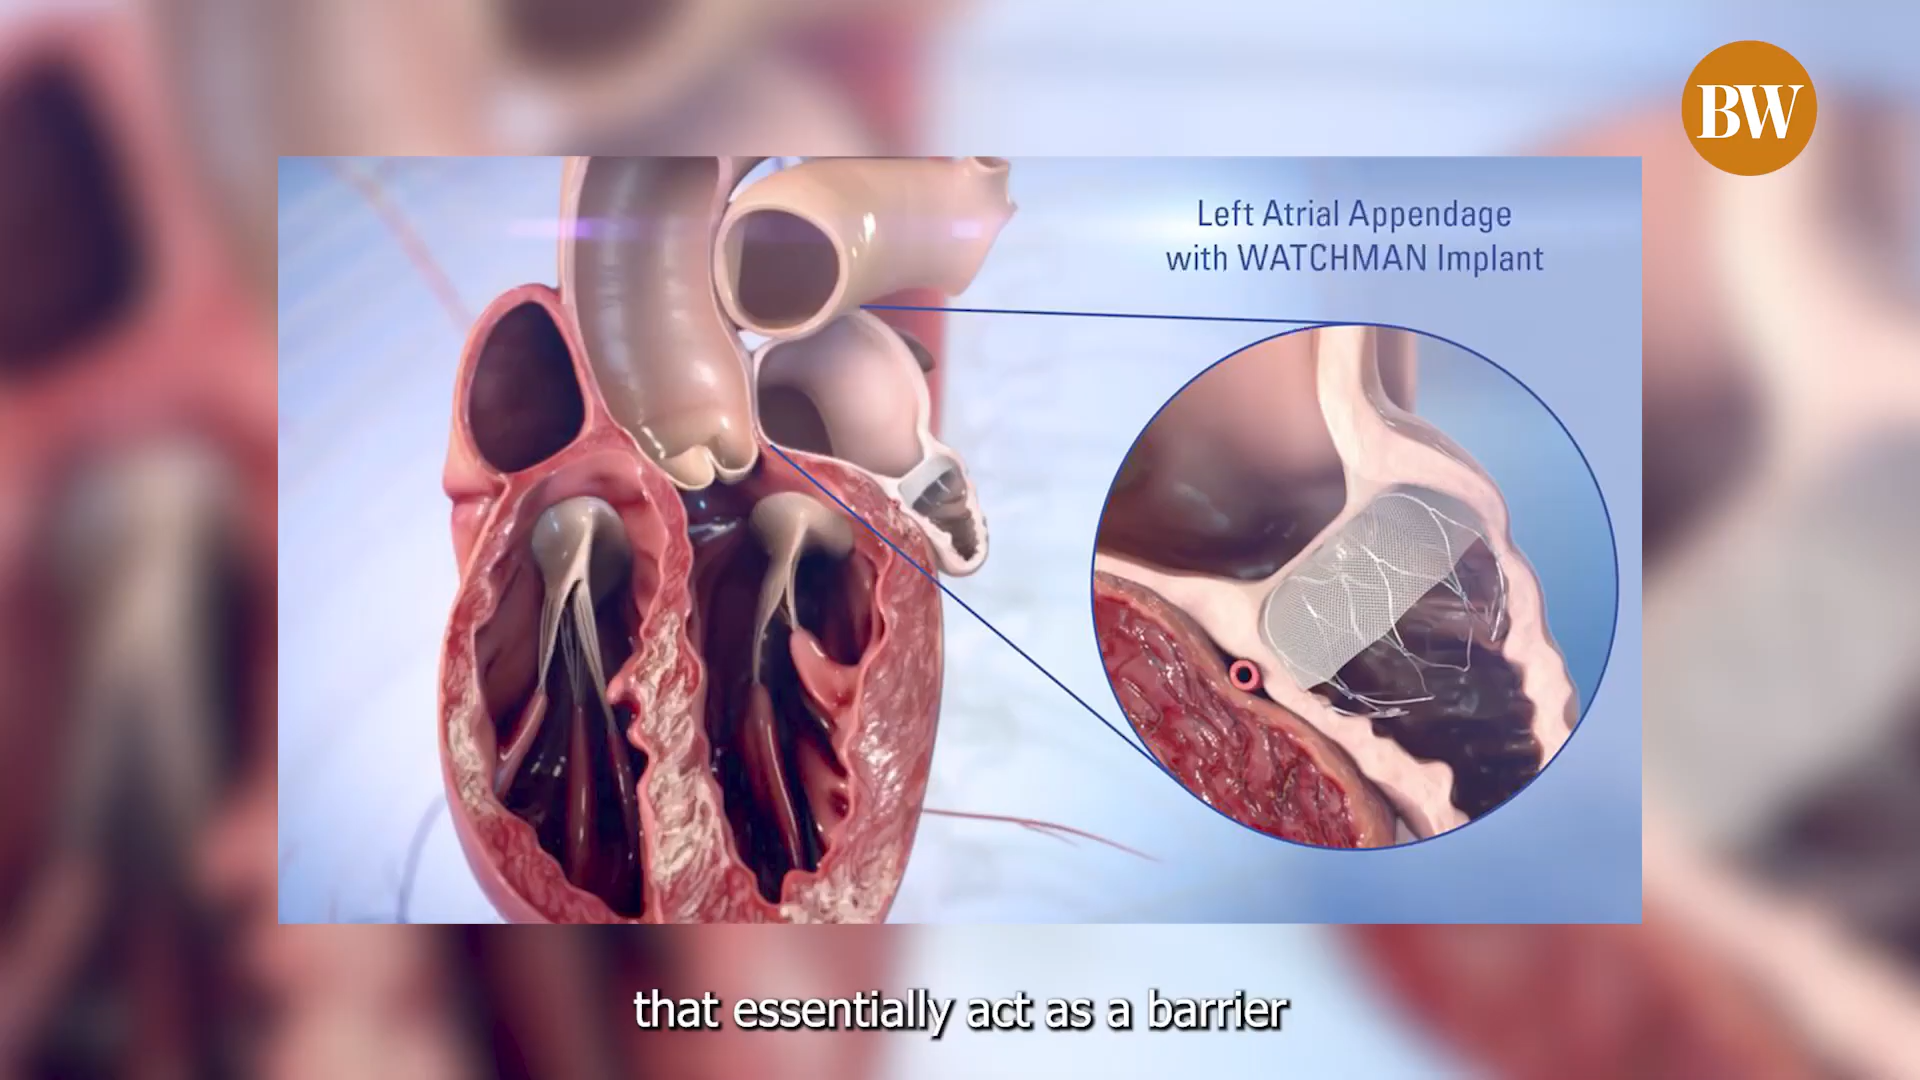 BW
Left Atrial Appendage
with WATCHMAN Implant
that essentially act as a barrier